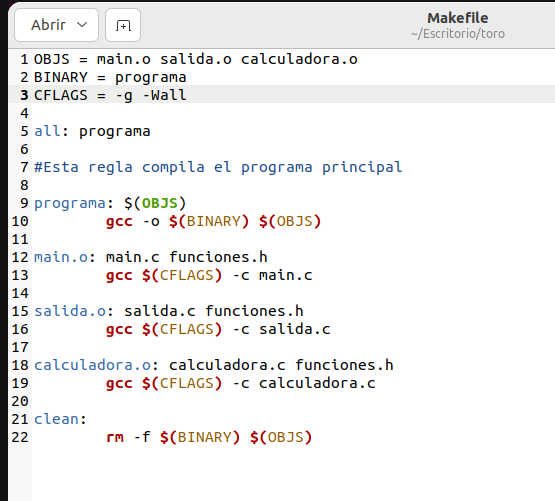 Abrir
Makefile
~/Escritorio/toro
1 OBJS = main.o salida.o calculadora.o
2 BINARY = programa
3 CFLAGS = -g -Wall
4
5 all: programa
6
7 #Esta regla compila el programa principal
8
9 programa: $(OBJS)
10         gcc -o $(BINARY) $(OBJS)
11
12 main.o: main.c funciones.h
13         gcc $(CFLAGS) -c main.c
14
15 salida.o: salida.c funciones.h
16         gcc $(CFLAGS) -c salida.c
17
18 calculadora.o: calculadora.c funciones.h
19         gcc $(CFLAGS) -c calculadora.c
20
21 clean:
22         rm -f $(BINARY) $(OBJS)